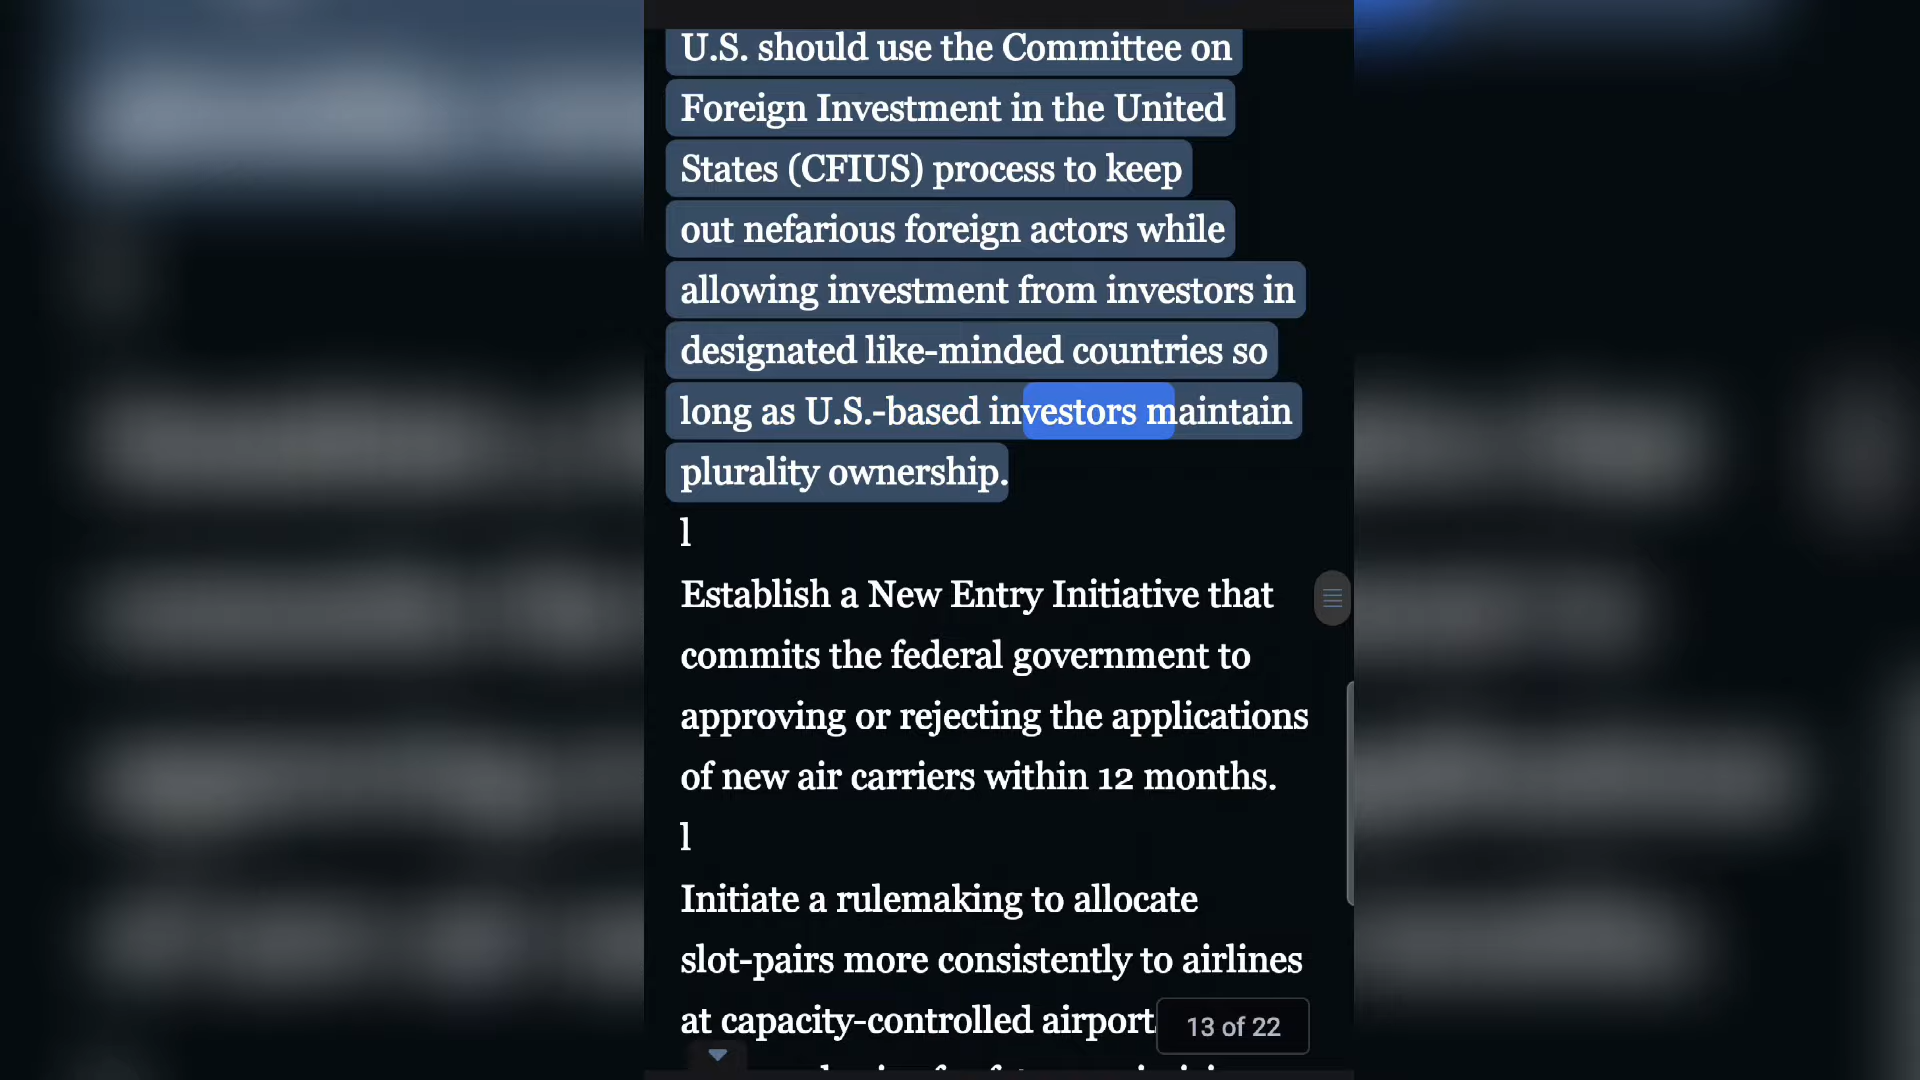 U.S. should use the Committee on
Foreign Investment in the United
States (CFIUS) process to keep
out nefarious foreign actors while
allowing investment from investors in
designated like-minded countries so
long as U.S.-based investors maintain
plurality ownership.
l
Establish a New Entry Initiative that
commits the federal government to
approving or rejecting the applications
of new air carriers within 12 months.
l
Initiate a rulemaking to allocate
slot-pairs more consistently to airlines
at capacity-controlled airport
13 of 22